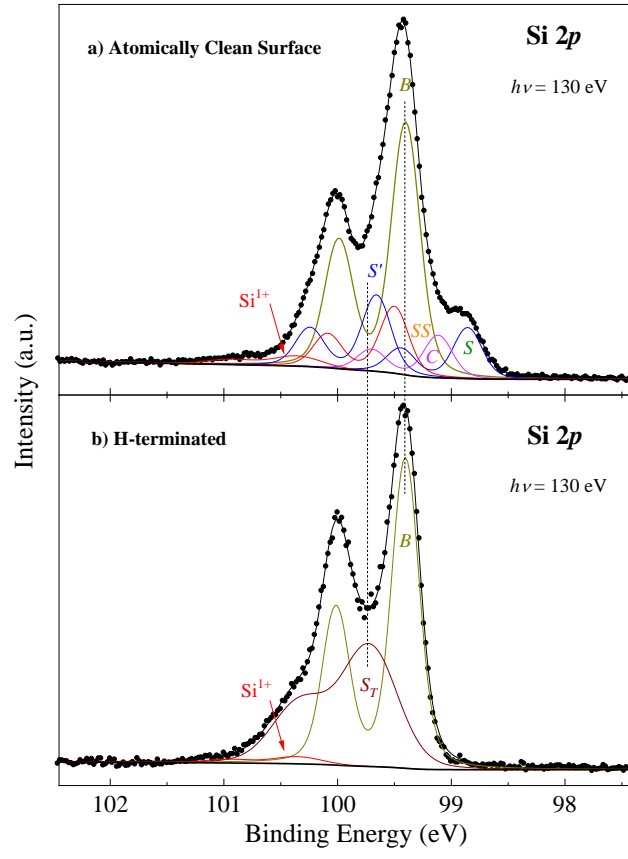 a) Atomically Clean Surface
Si 2p
hν = 130 eV
B
S'
Si¹⁺
SS
C
S
b) H-terminated
Si 2p
hν = 130 eV
B
Si¹⁺
S_T
Intensity (a.u.)
102 101 100 99 98
Binding Energy (eV)